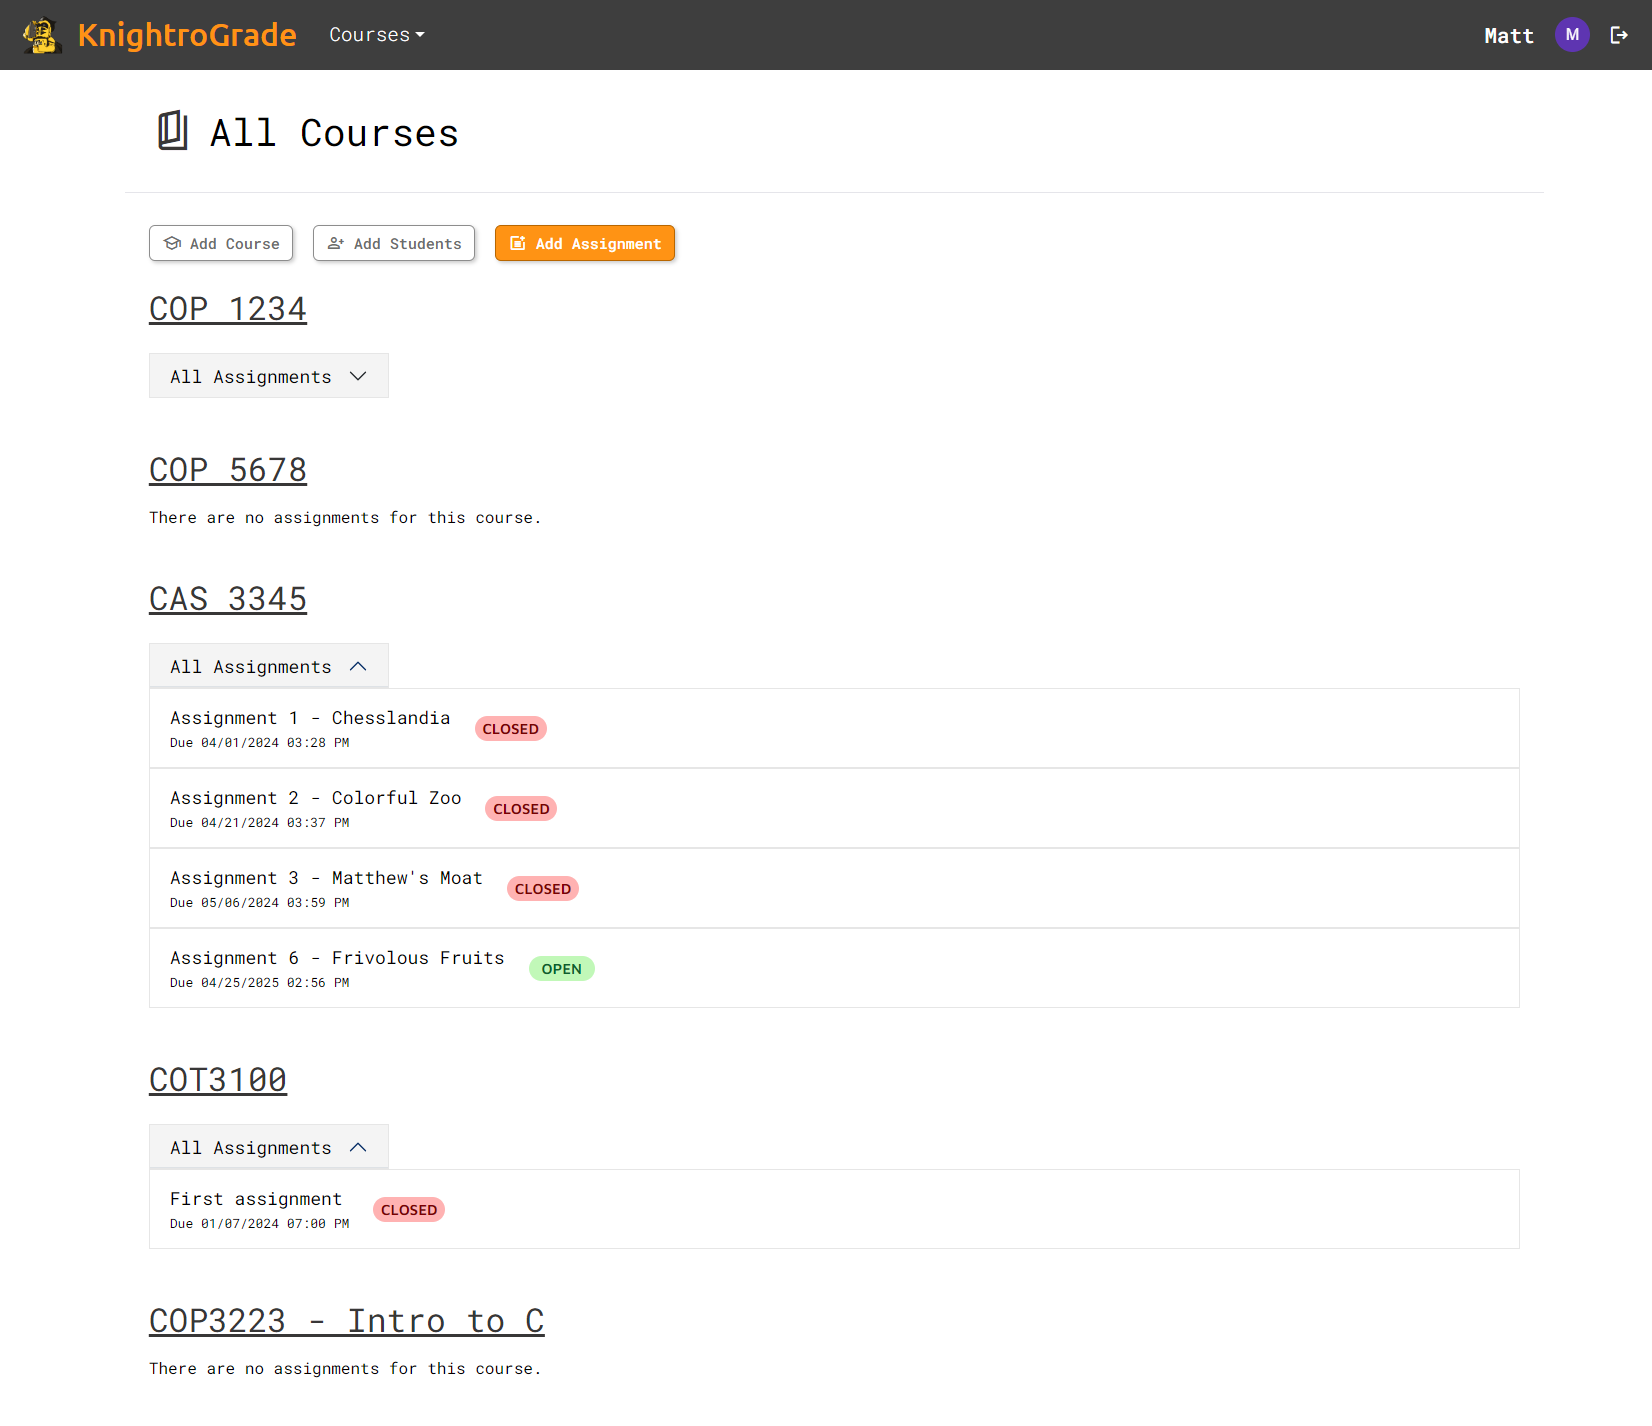 KnightroGrade Courses Matt M
All Courses
Add Course Add Students Add Assignment
COP 1234
All Assignments
COP 5678
There are no assignments for this course.
CAS 3345
All Assignments
Assignment 1 - Chesslandia
CLOSED
Due 04/01/2024 03:28 PM
Assignment 2 - Colorful Zoo
CLOSED
Due 04/21/2024 03:37 PM
Assignment 3 - Matthew's Moat
CLOSED
Due 05/06/2024 03:59 PM
Assignment 6 - Frivolous Fruits
OPEN
Due 04/25/2025 02:56 PM
COT3100
All Assignments
First assignment
CLOSED
Due 01/07/2024 07:00 PM
COP3223 - Intro to C
There are no assignments for this course.